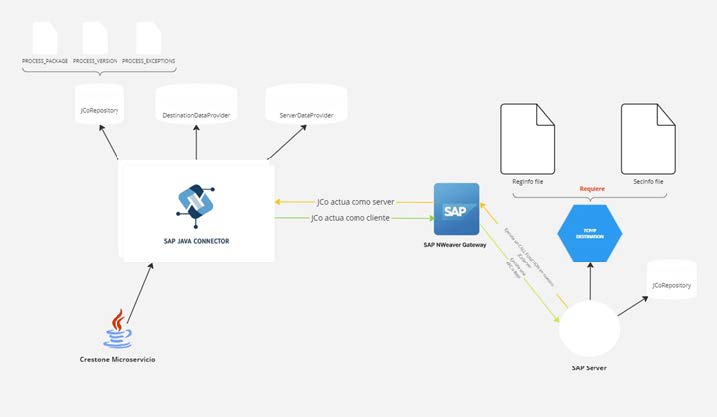 PROCESS_PACKAGE PROCESS_VERSION PROCESS_EXCEPTIONS
JCoRepository
DestinationDataProvider
ServerDataProvider
RegInfo file
SecInfo file
Requiere
JCo actua como server
JCo actua como cliente
SAP
SAP JAVA CONNECTOR
SAP NWeaver Gateway
TCP/IP
DESTINATION
JCoRepository
Crestone Microservicio
SAP Server